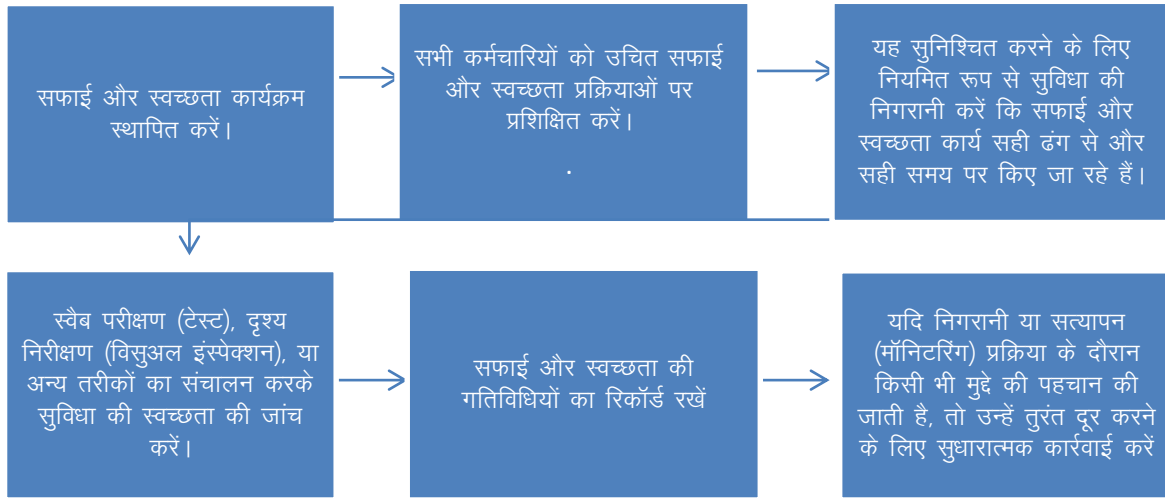 सफाई और स्वच्छता कार्यक्रम
स्थापित करें।
सभी कर्मचारियों को उचित सफाई
और स्वच्छता प्रक्रियाओं पर
प्रशिक्षित करें।
.
यह सुनिश्चित करने के लिए
नियमित रूप से सुविधा की
निगरानी करें कि सफाई और
स्वच्छता कार्य सही ढंग से और
सही समय पर किए जा रहे हैं।
स्वैब परीक्षण (टेस्ट), दृश्य
निरीक्षण (विसुअल इंस्पेक्शन), या
अन्य तरीकों का संचालन करके
सुविधा की स्वच्छता की जांच
करें।
सफाई और स्वच्छता की
गतिविधियों का रिकॉर्ड रखें
यदि निगरानी या सत्यापन
(मॉनिटरिंग) प्रक्रिया के दौरान
किसी भी मुद्दे की पहचान की
जाती है, तो उन्हें तुरंत दूर करने
के लिए सुधारात्मक कार्रवाई करें